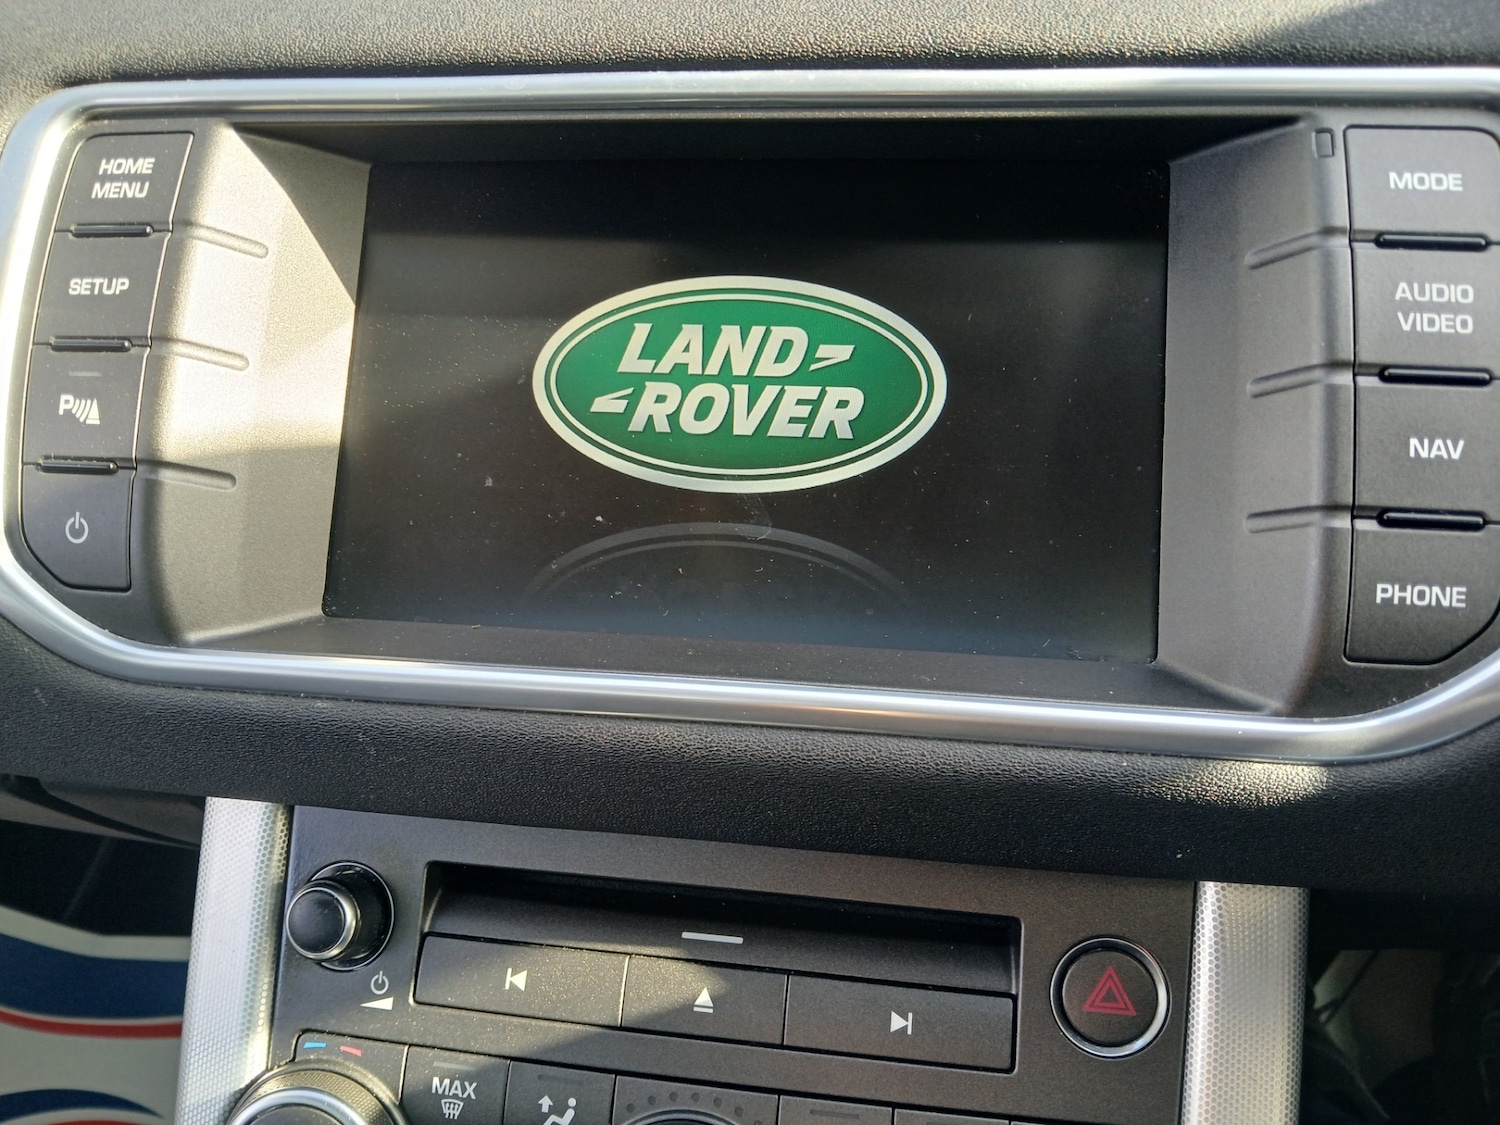 HOME
MENU
SETUP
P
LAND
ROVER
MODE
AUDIO
VIDEO
NAV
PHONE
MAX